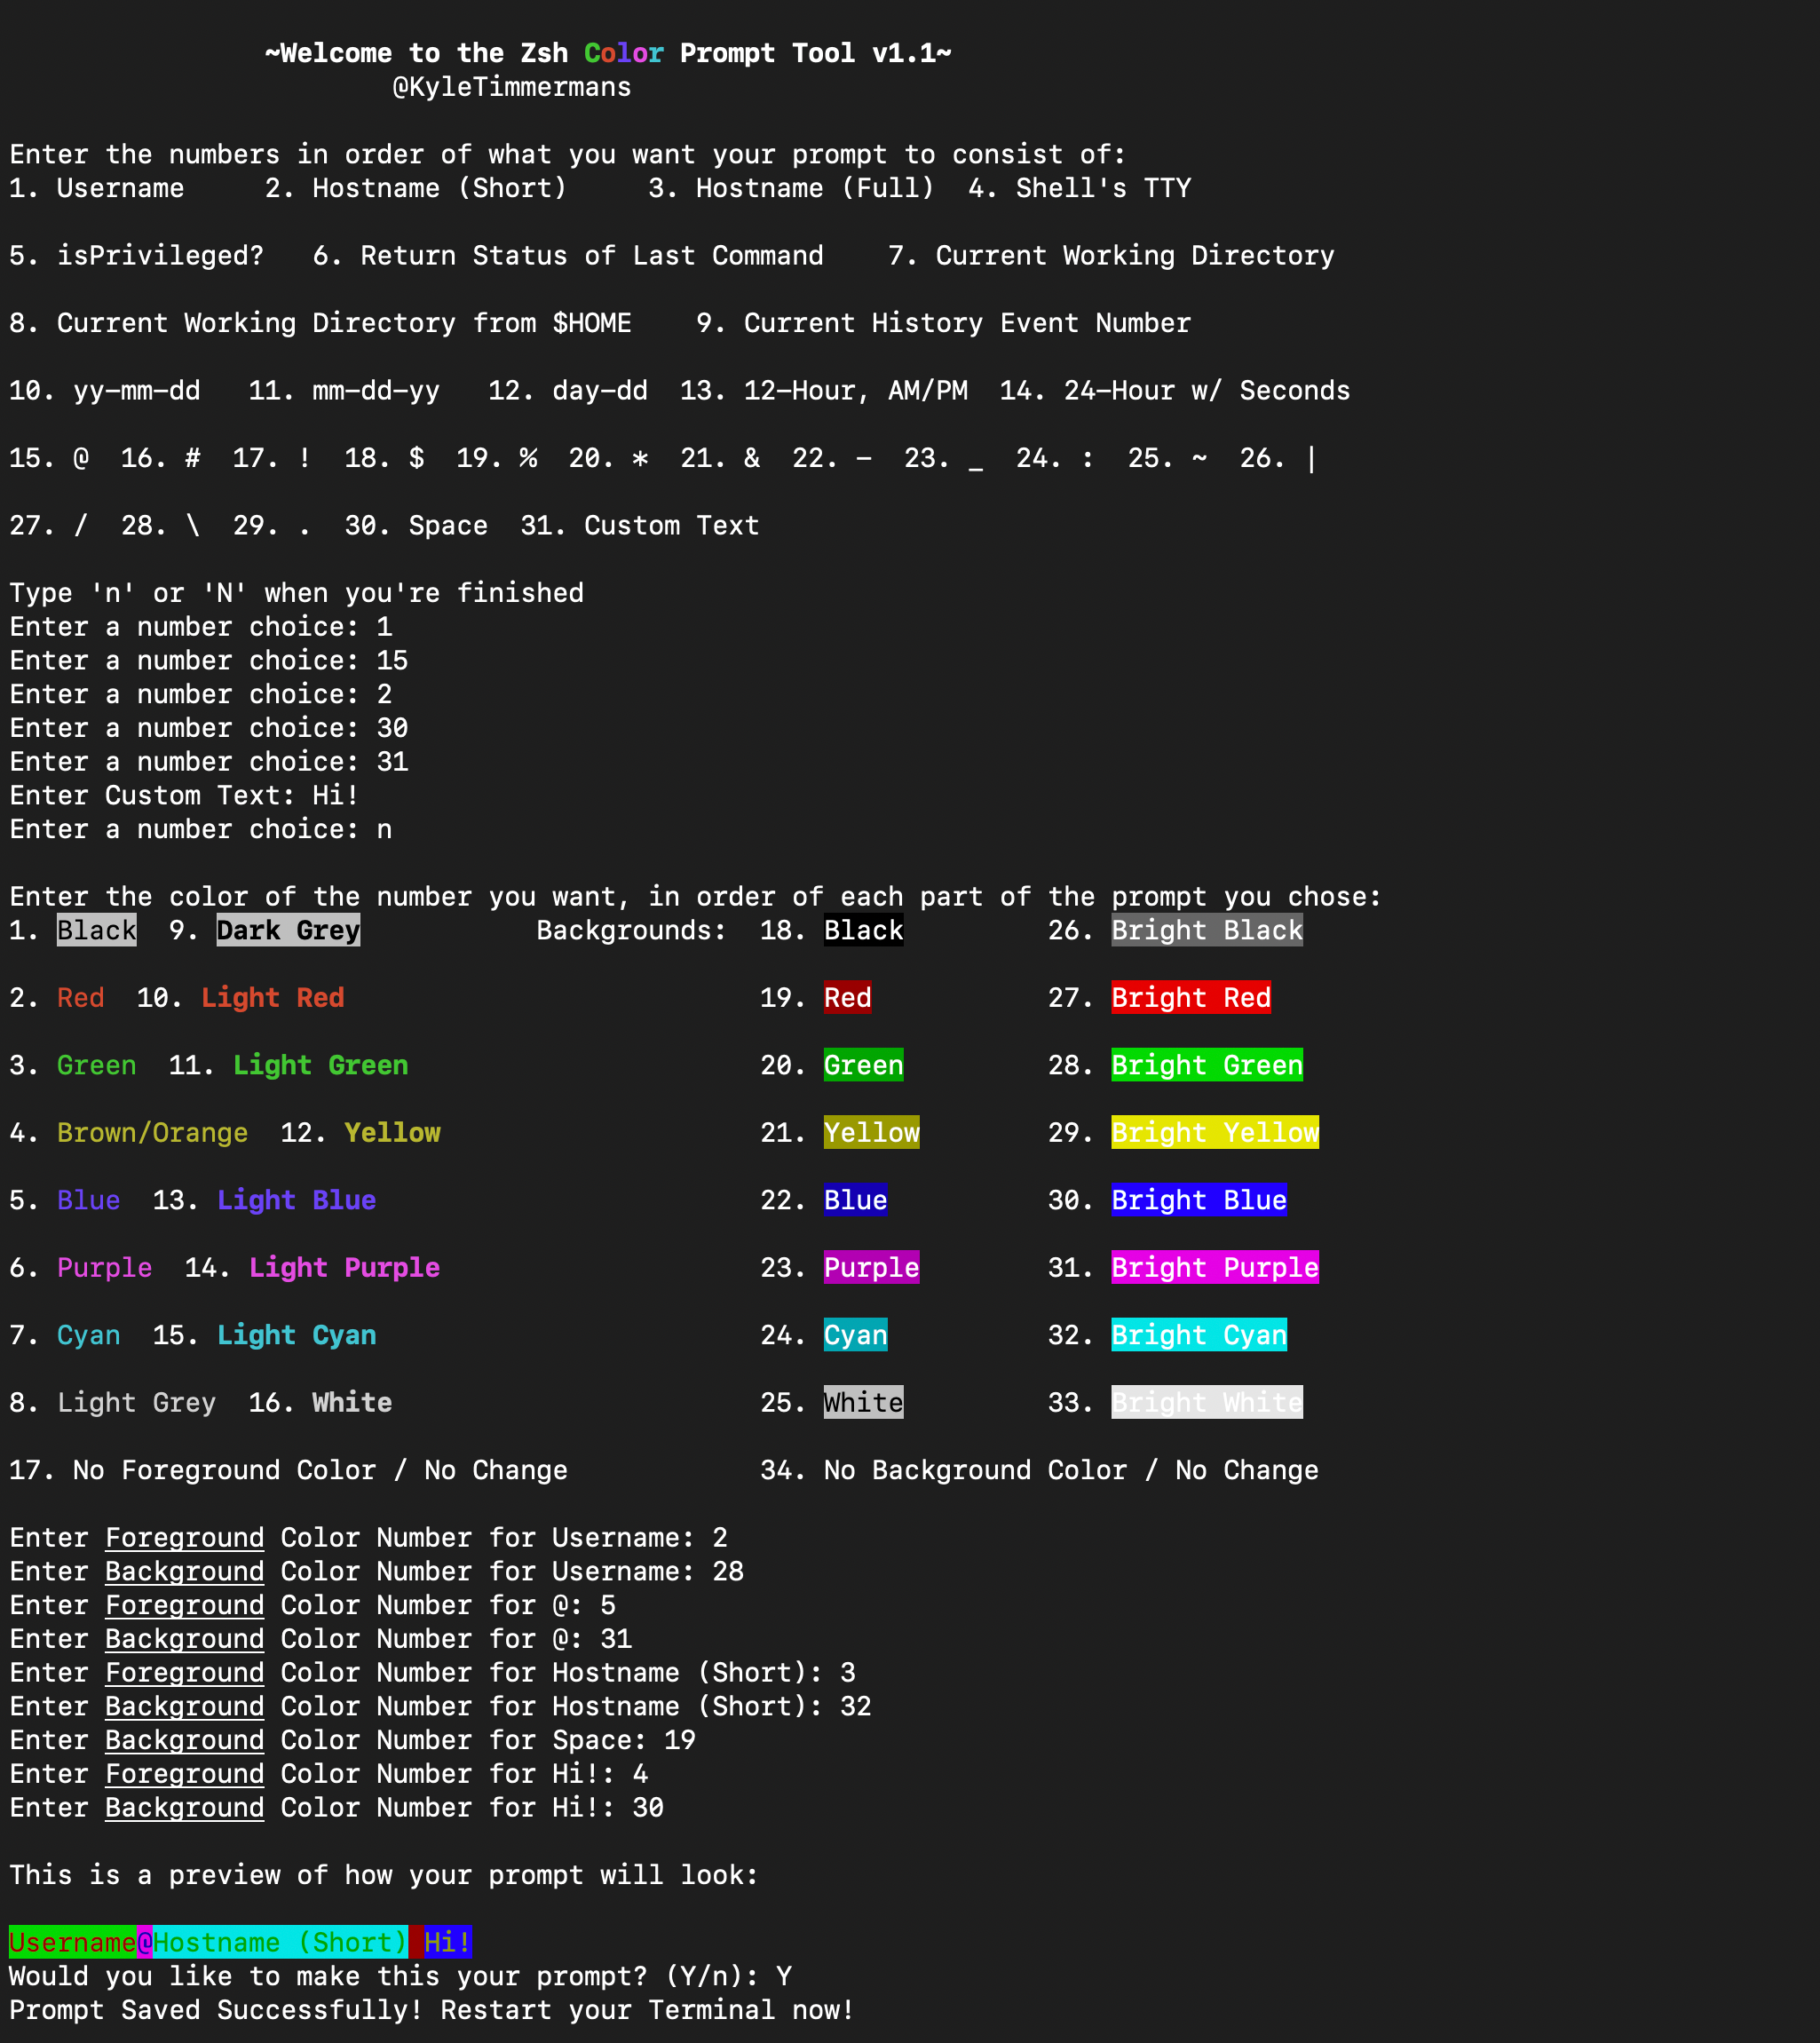 ~Welcome to the Zsh Color Prompt Tool v1.1~
@KyleTimmermans
Enter the numbers in order of what you want your prompt to consist of:
1. Username     2. Hostname (Short)     3. Hostname (Full)  4. Shell's TTY
5. isPrivileged?   6. Return Status of Last Command    7. Current Working Directory
8. Current Working Directory from $HOME    9. Current History Event Number
10. yy-mm-dd   11. mm-dd-yy   12. day-dd  13. 12-Hour, AM/PM  14. 24-Hour w/ Seconds
15. @  16. #  17. !  18. $  19. %  20. *  21. &  22. -  23. _  24. :  25. ~  26. |
27. /  28. \  29. .  30. Space  31. Custom Text
Type 'n' or 'N' when you're finished
Enter a number choice: 1
Enter a number choice: 15
Enter a number choice: 2
Enter a number choice: 30
Enter a number choice: 31
Enter Custom Text: Hi!
Enter a number choice: n
Enter the color of the number you want, in order of each part of the prompt you chose:
1. Black  9. Dark Grey           Backgrounds:  18. Black         26. Bright Black
2. Red  10. Light Red                          19. Red           27. Bright Red
3. Green  11. Light Green                      20. Green         28. Bright Green
4. Brown/Orange  12. Yellow                    21. Yellow        29. Bright Yellow
5. Blue  13. Light Blue                        22. Blue          30. Bright Blue
6. Purple  14. Light Purple                    23. Purple        31. Bright Purple
7. Cyan  15. Light Cyan                        24. Cyan          32. Bright Cyan
8. Light Grey  16. White                       25. White         33. Bright White
17. No Foreground Color / No Change            34. No Background Color / No Change
Enter Foreground Color Number for Username: 2
Enter Background Color Number for Username: 28
Enter Foreground Color Number for @: 5
Enter Background Color Number for @: 31
Enter Foreground Color Number for Hostname (Short): 3
Enter Background Color Number for Hostname (Short): 32
Enter Background Color Number for Space: 19
Enter Foreground Color Number for Hi!: 4
Enter Background Color Number for Hi!: 30
This is a preview of how your prompt will look:
Username@Hostname (Short) Hi!
Would you like to make this your prompt? (Y/n): Y
Prompt Saved Successfully! Restart your Terminal now!